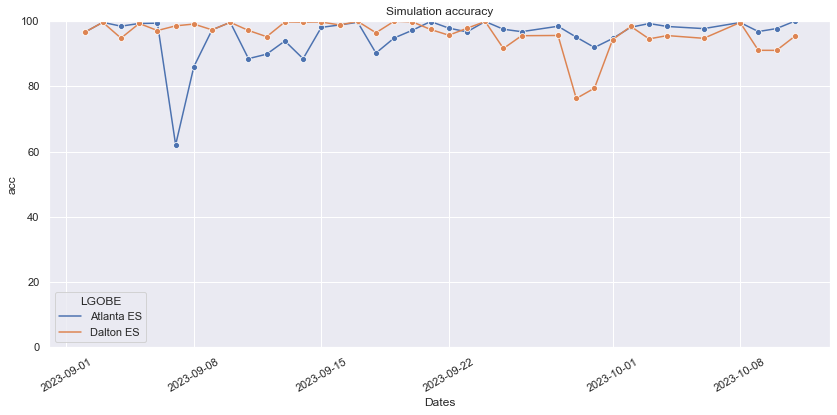 Simulation accuracy
acc
100
80
60
40
20
0
LGOBE
Atlanta ES
Dalton ES
2023-09-01
2023-09-08
2023-09-15
2023-09-22
2023-10-01
2023-10-08
Dates